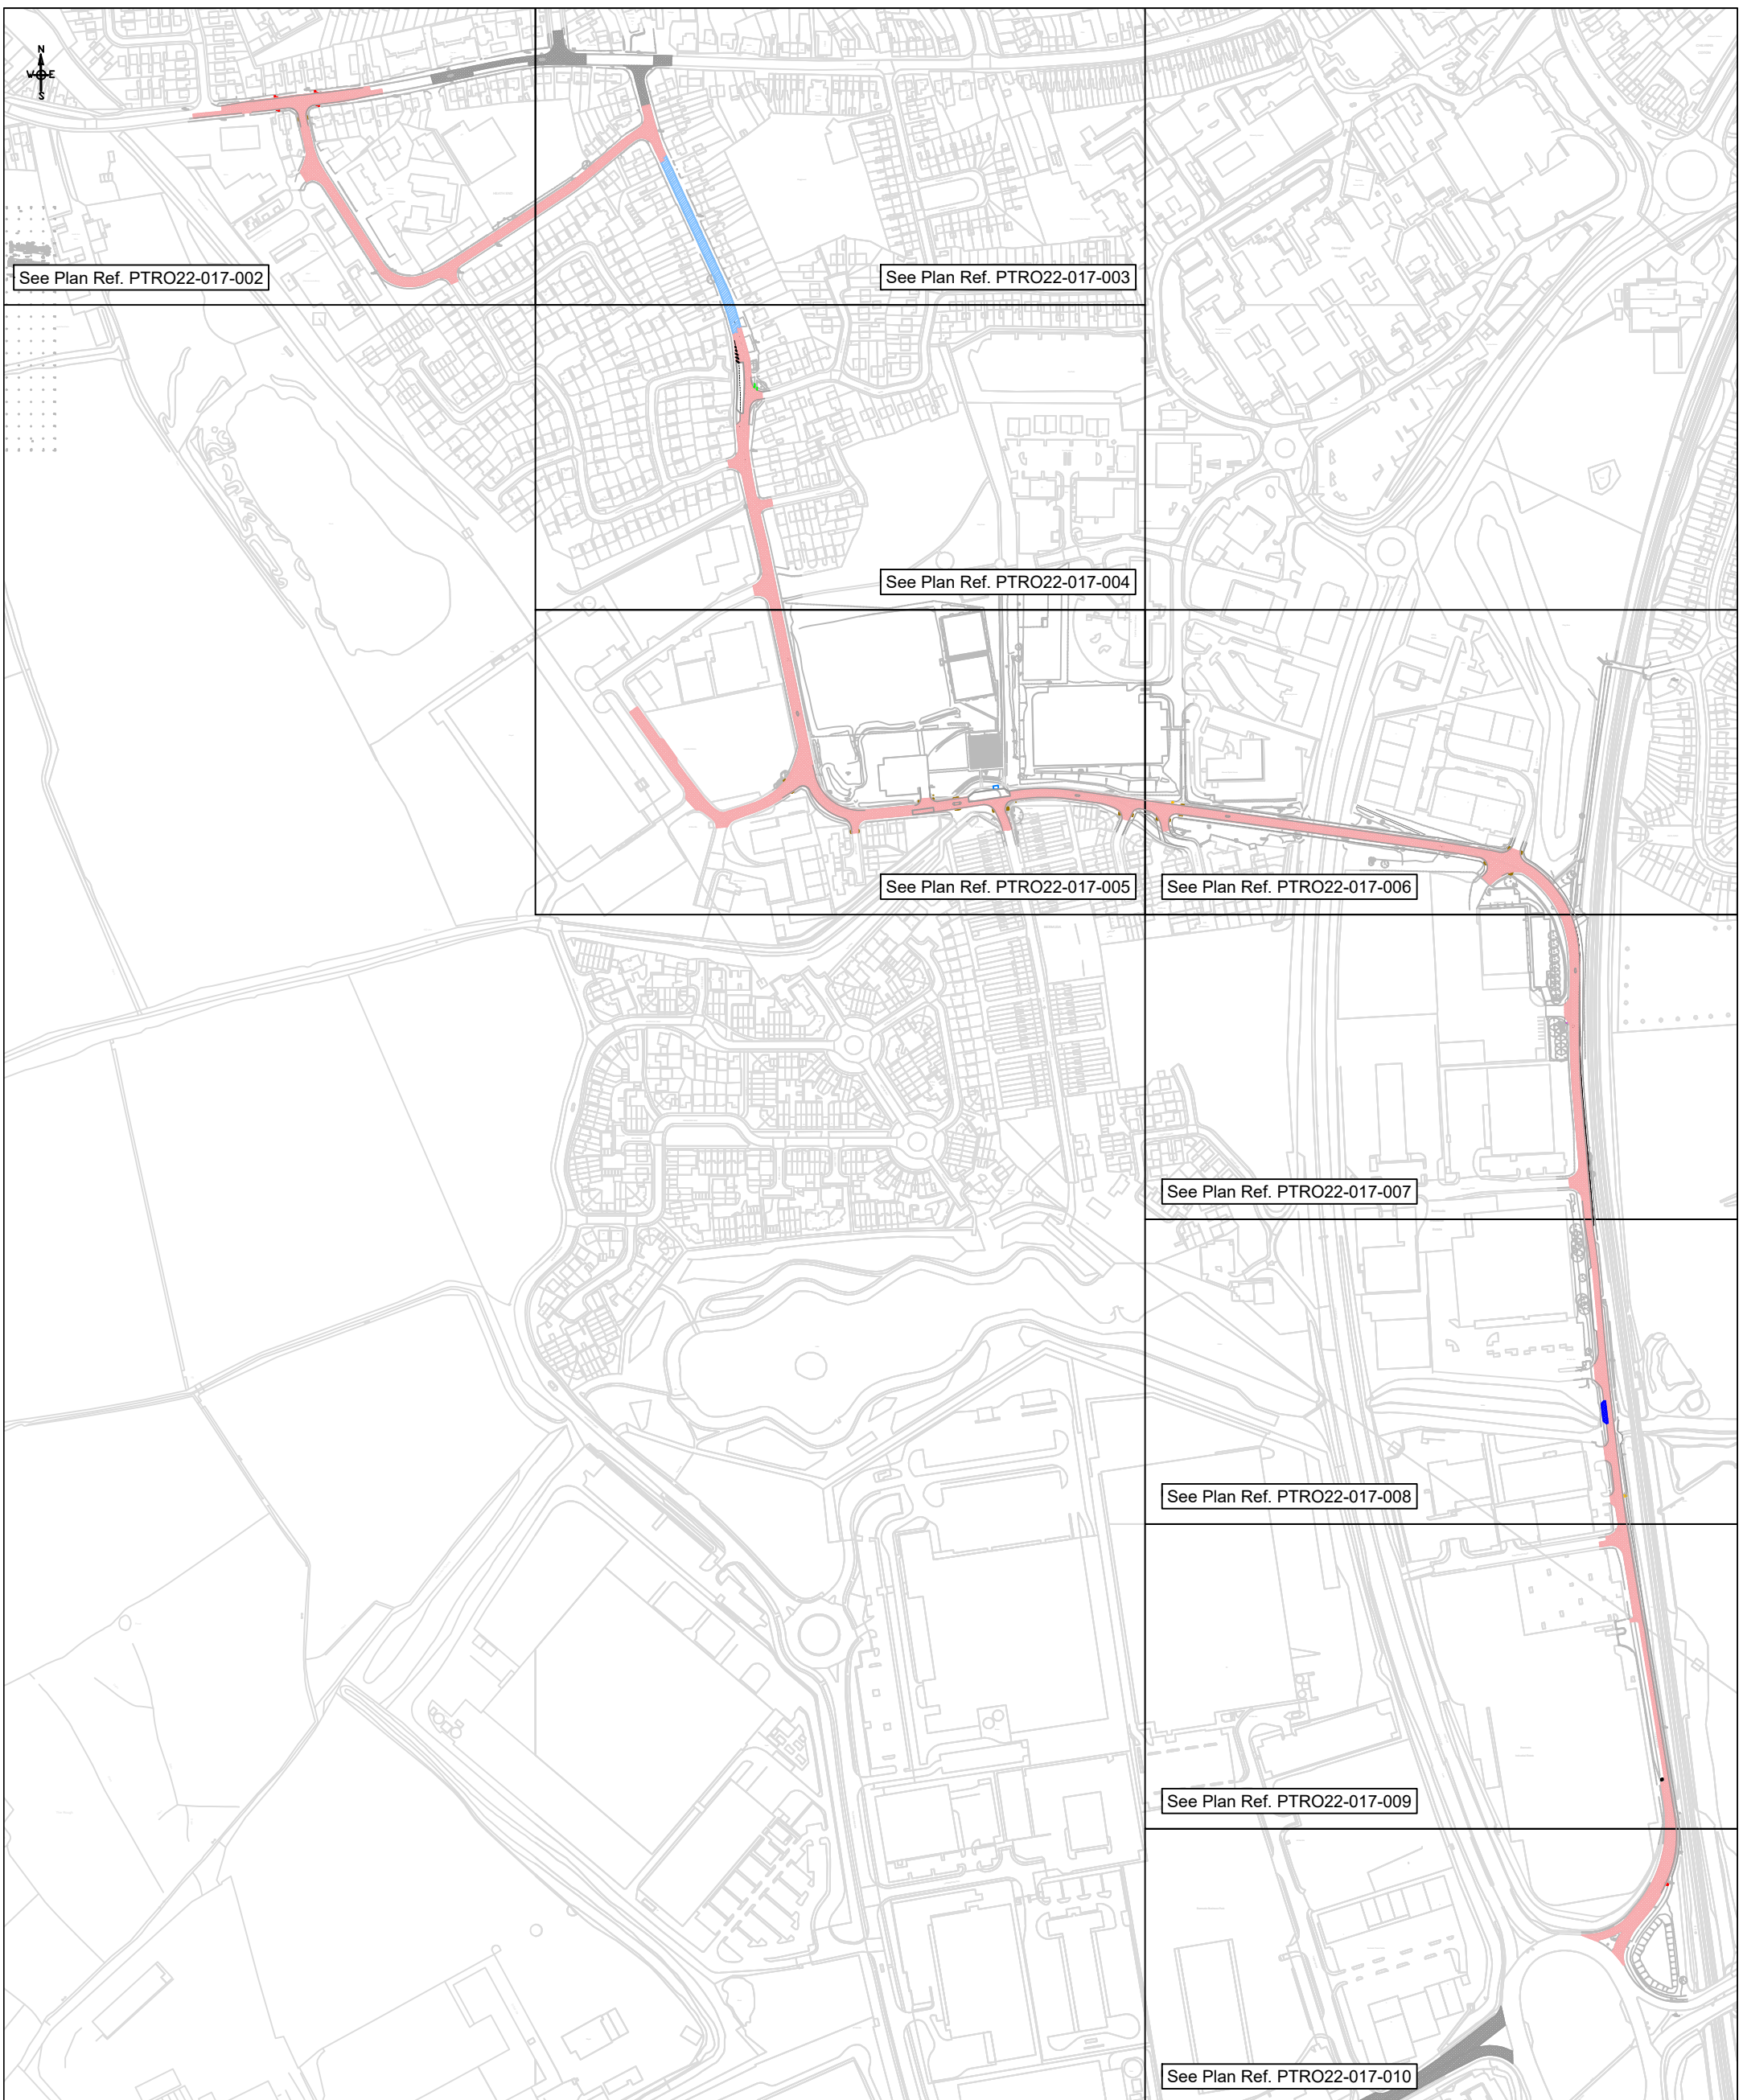 N
W E
S
See Plan Ref. PTRO22-017-002
See Plan Ref. PTRO22-017-003
See Plan Ref. PTRO22-017-004
See Plan Ref. PTRO22-017-005
See Plan Ref. PTRO22-017-006
See Plan Ref. PTRO22-017-007
See Plan Ref. PTRO22-017-008
See Plan Ref. PTRO22-017-009
See Plan Ref. PTRO22-017-010